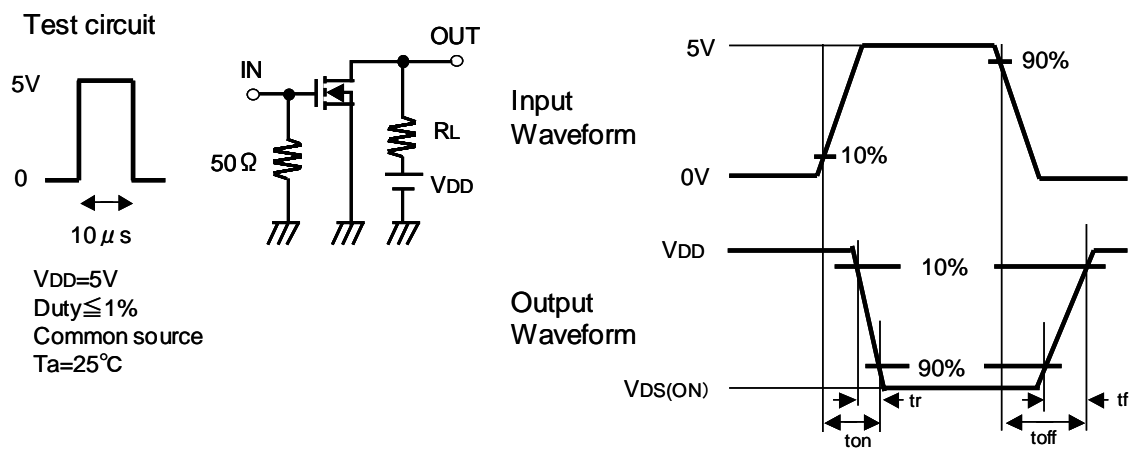 Test circuit
5V
0
10μs
IN
OUT
50Ω
RL
VDD
VDD=5V
Duty≦1%
Common source
Ta=25℃
Input
Waveform
5V
90%
10%
0V
Output
Waveform
VDD
10%
90%
VDS(ON)
tr
tf
ton
toff